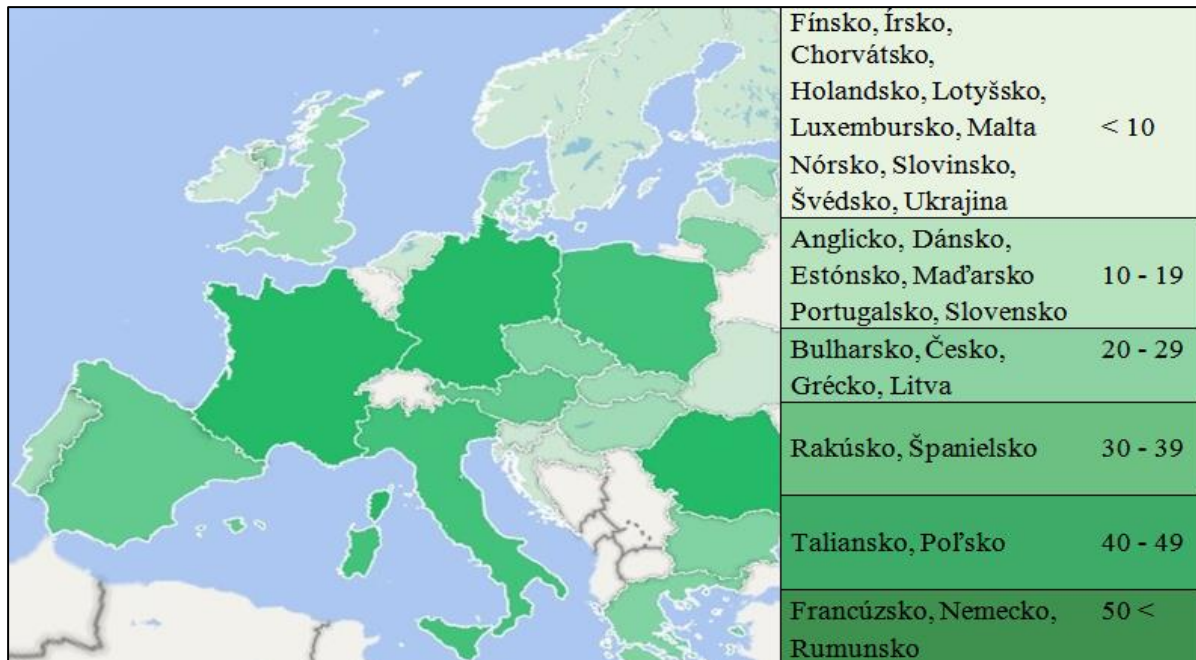 Fínsko, Írsko,
Chorvátsko,
Holandsko, Lotyšsko,
Luxembursko, Malta < 10
Nórsko, Slovinsko,
Švédsko, Ukrajina
Anglicko, Dánsko,
Estónsko, Maďarsko 10 - 19
Portugalsko, Slovensko
Bulharsko, Česko, 20 - 29
Grécko, Litva
Rakúsko, Španielsko 30 - 39
Taliansko, Poľsko 40 - 49
Francúzsko, Nemecko, 50 <
Rumunsko